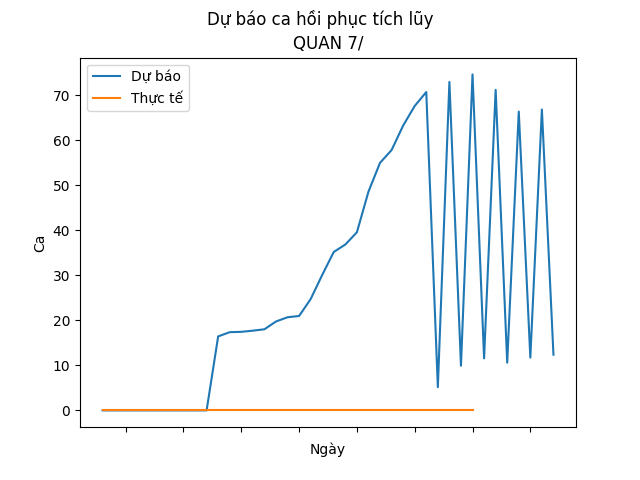 Dự báo ca hồi phục tích lũy
QUAN 7/
Dự báo
Thực tế
70
60
50
40
30
20
10
0
Ca
Ngày